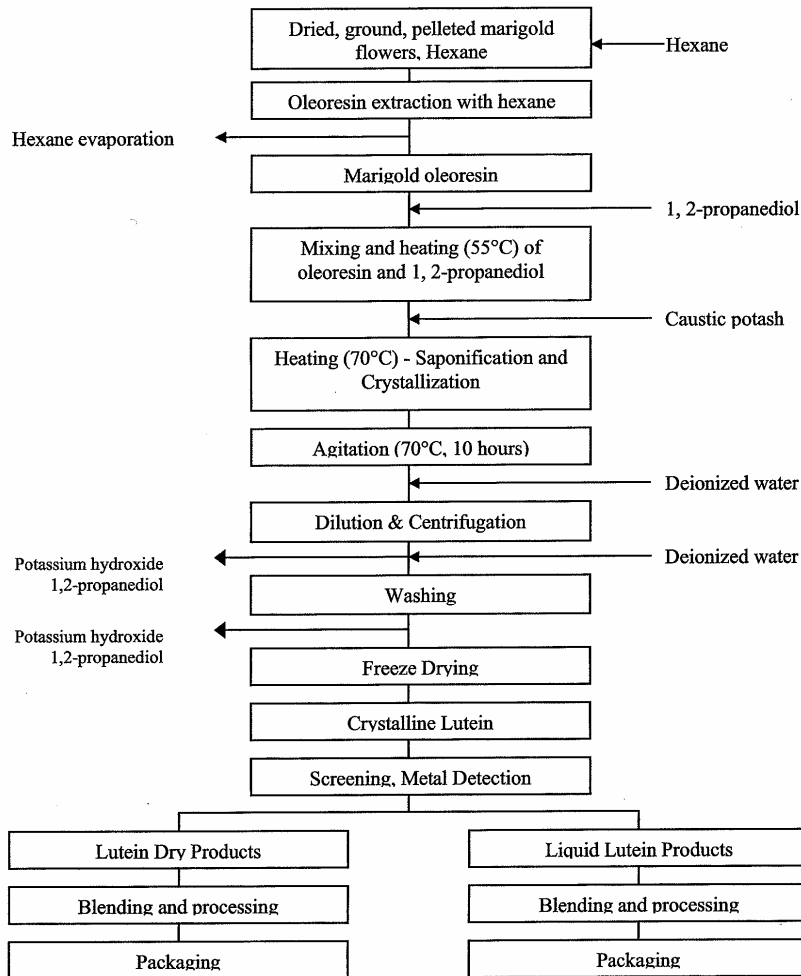 Dried, ground, pelleted marigold
flowers, Hexane
Hexane
Oleoresin extraction with hexane
Hexane evaporation
Marigold oleoresin
1, 2-propanediol
Mixing and heating (55°C) of
oleoresin and 1, 2-propanediol
Caustic potash
Heating (70°C) - Saponification and
Crystallization
Agitation (70°C, 10 hours)
Deionized water
Dilution & Centrifugation
Potassium hydroxide
1,2-propanediol
Deionized water
Washing
Potassium hydroxide
1,2-propanediol
Freeze Drying
Crystalline Lutein
Screening, Metal Detection
Lutein Dry Products
Liquid Lutein Products
Blending and processing
Blending and processing
Packaging
Packaging